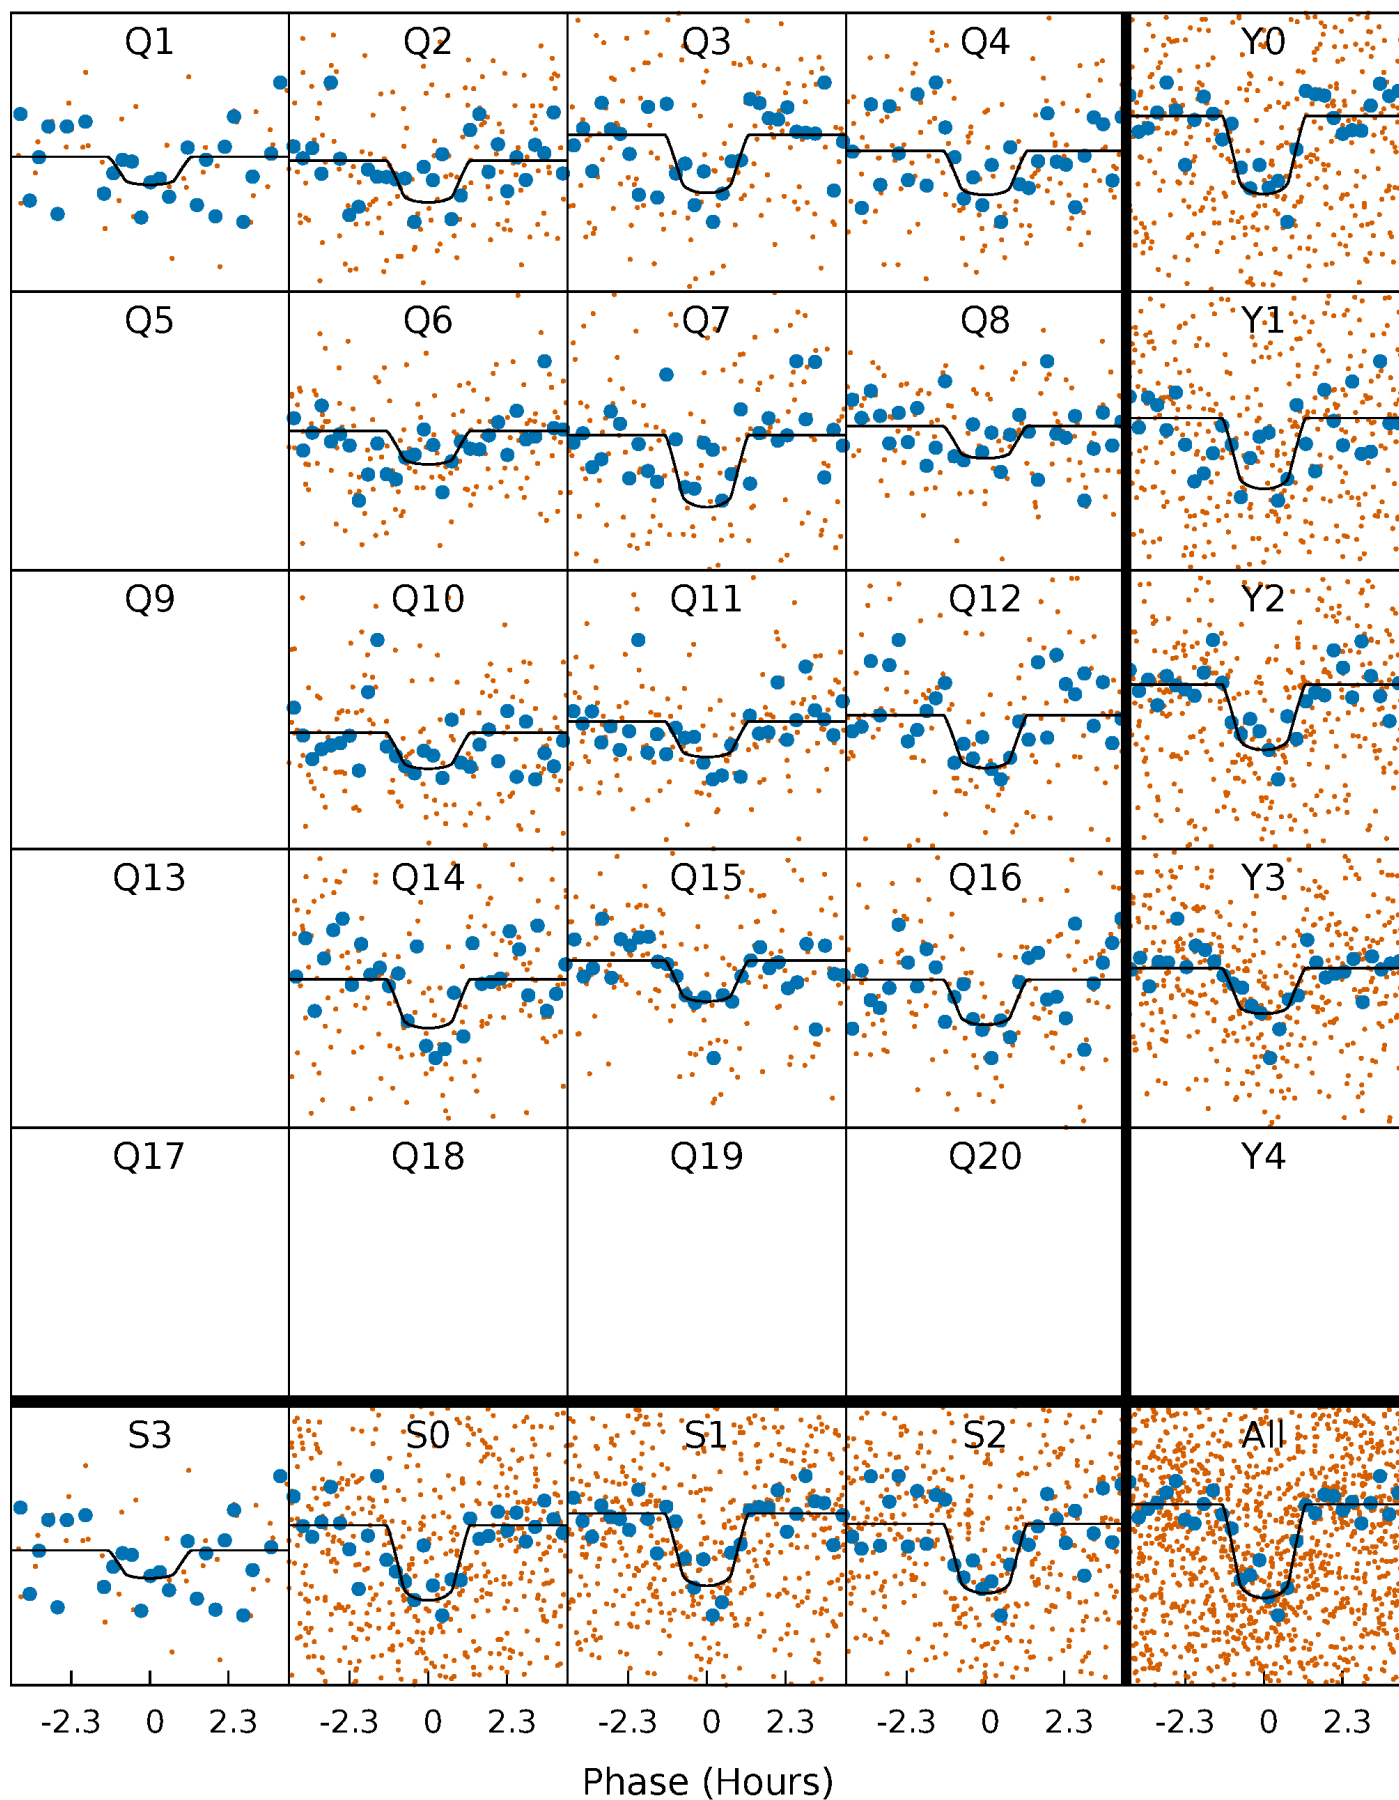 Q1 Q2 Q3 Q4 Y0
Q5 Q6 Q7 Q8 Y1
Q9 Q10 Q11 Q12 Y2
Q13 Q14 Q15 Q16 Y3
Q17 Q18 Q19 Q20 Y4
S3 S0 S1 S2 All
-2.3 0 2.3 -2.3 0 2.3 -2.3 0 2.3 -2.3 0 2.3 -2.3 0 2.3
Phase (Hours)